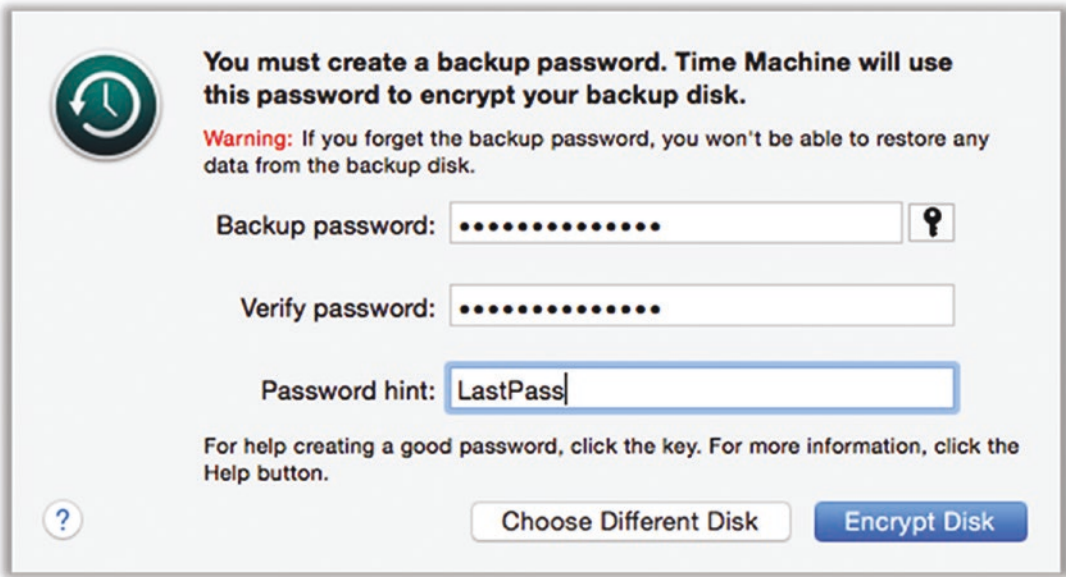 You must create a backup password. Time Machine will use
this password to encrypt your backup disk.
Warning: If you forget the backup password, you won't be able to restore any
data from the backup disk.
Backup password: ••••••••••••••
Verify password: ••••••••••••••
Password hint: LastPass
For help creating a good password, click the key. For more information, click the
Help button.
? Choose Different Disk Encrypt Disk